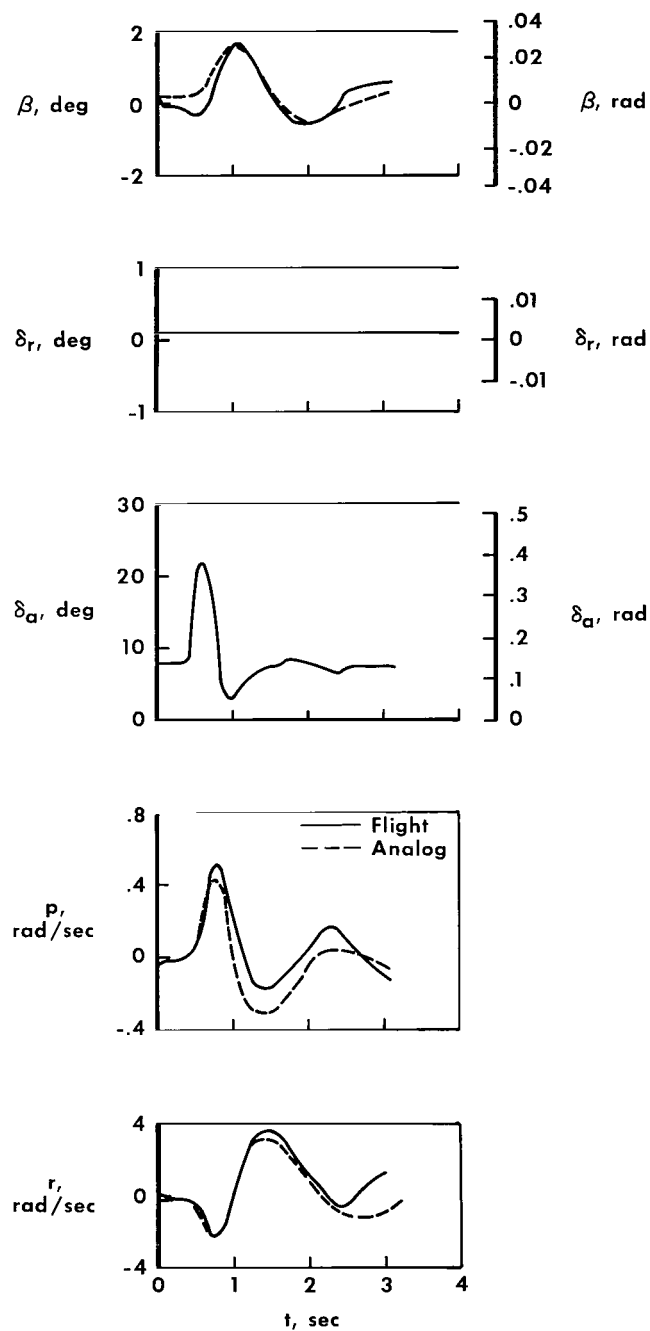 2
β, deg
0
-2
.04
.02
0
β, rad
-.02
-.04
1
δr, deg
0
-1
.01
0
δr, rad
-.01
30
20
δa, deg
10
0
.5
.4
.3
δa, rad
.2
.1
0
.8
.4
p,
rad/sec
0
-.4
Flight
Analog
4
r,
rad/sec
0
-4
0 1 2 3 4
t, sec